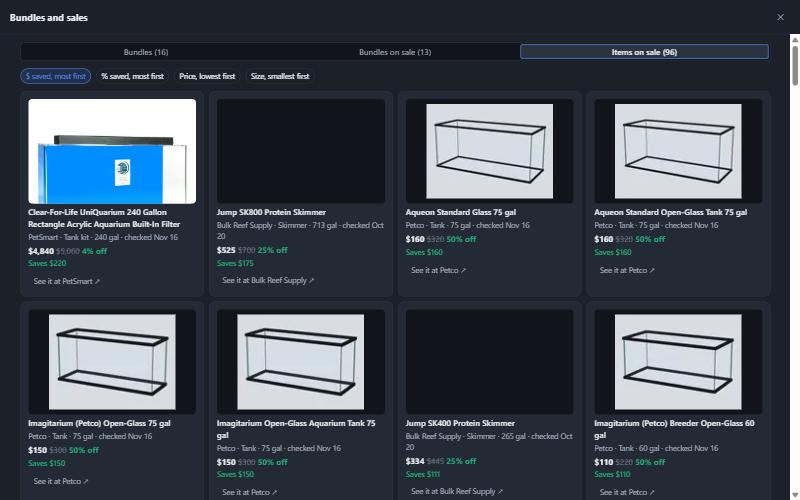 Bundles and sales
Bundles (16)
Bundles on sale (13)
Items on sale (96)
$ saved, most first
% saved, most first
Price, lowest first
Size, smallest first
Clear-For-Life UniQuarium 240 Gallon
Rectangle Acrylic Aquarium Built-In Filter
PetSmart · Tank kit · 240 gal · checked Nov 16
$4,840 $5,060 4% off
Saves $220
See it at PetSmart ↗
Jump SK800 Protein Skimmer
Bulk Reef Supply · Skimmer · 713 gal · checked Oct
20
$525 $700 25% off
Saves $175
See it at Bulk Reef Supply ↗
Aqueon Standard Glass 75 gal
Petco · Tank · 75 gal · checked Nov 16
$160 $320 50% off
Saves $160
See it at Petco ↗
Aqueon Standard Open-Glass Tank 75 gal
Petco · Tank · 75 gal · checked Nov 16
$160 $320 50% off
Saves $160
See it at Petco ↗
Imagitarium (Petco) Open-Glass 75 gal
Petco · Tank · 75 gal · checked Nov 16
$150 $300 50% off
Saves $150
See it at Petco ↗
Imagitarium Open-Glass Aquarium Tank 75
gal
Petco · Tank · 75 gal · checked Nov 16
$150 $300 50% off
Saves $150
See it at Petco ↗
Jump SK400 Protein Skimmer
Bulk Reef Supply · Skimmer · 265 gal · checked Oct
20
$334 $445 25% off
Saves $111
See it at Bulk Reef Supply ↗
Imagitarium (Petco) Breeder Open-Glass 60
gal
Petco · Tank · 60 gal · checked Nov 16
$110 $220 50% off
Saves $110
See it at Petco ↗